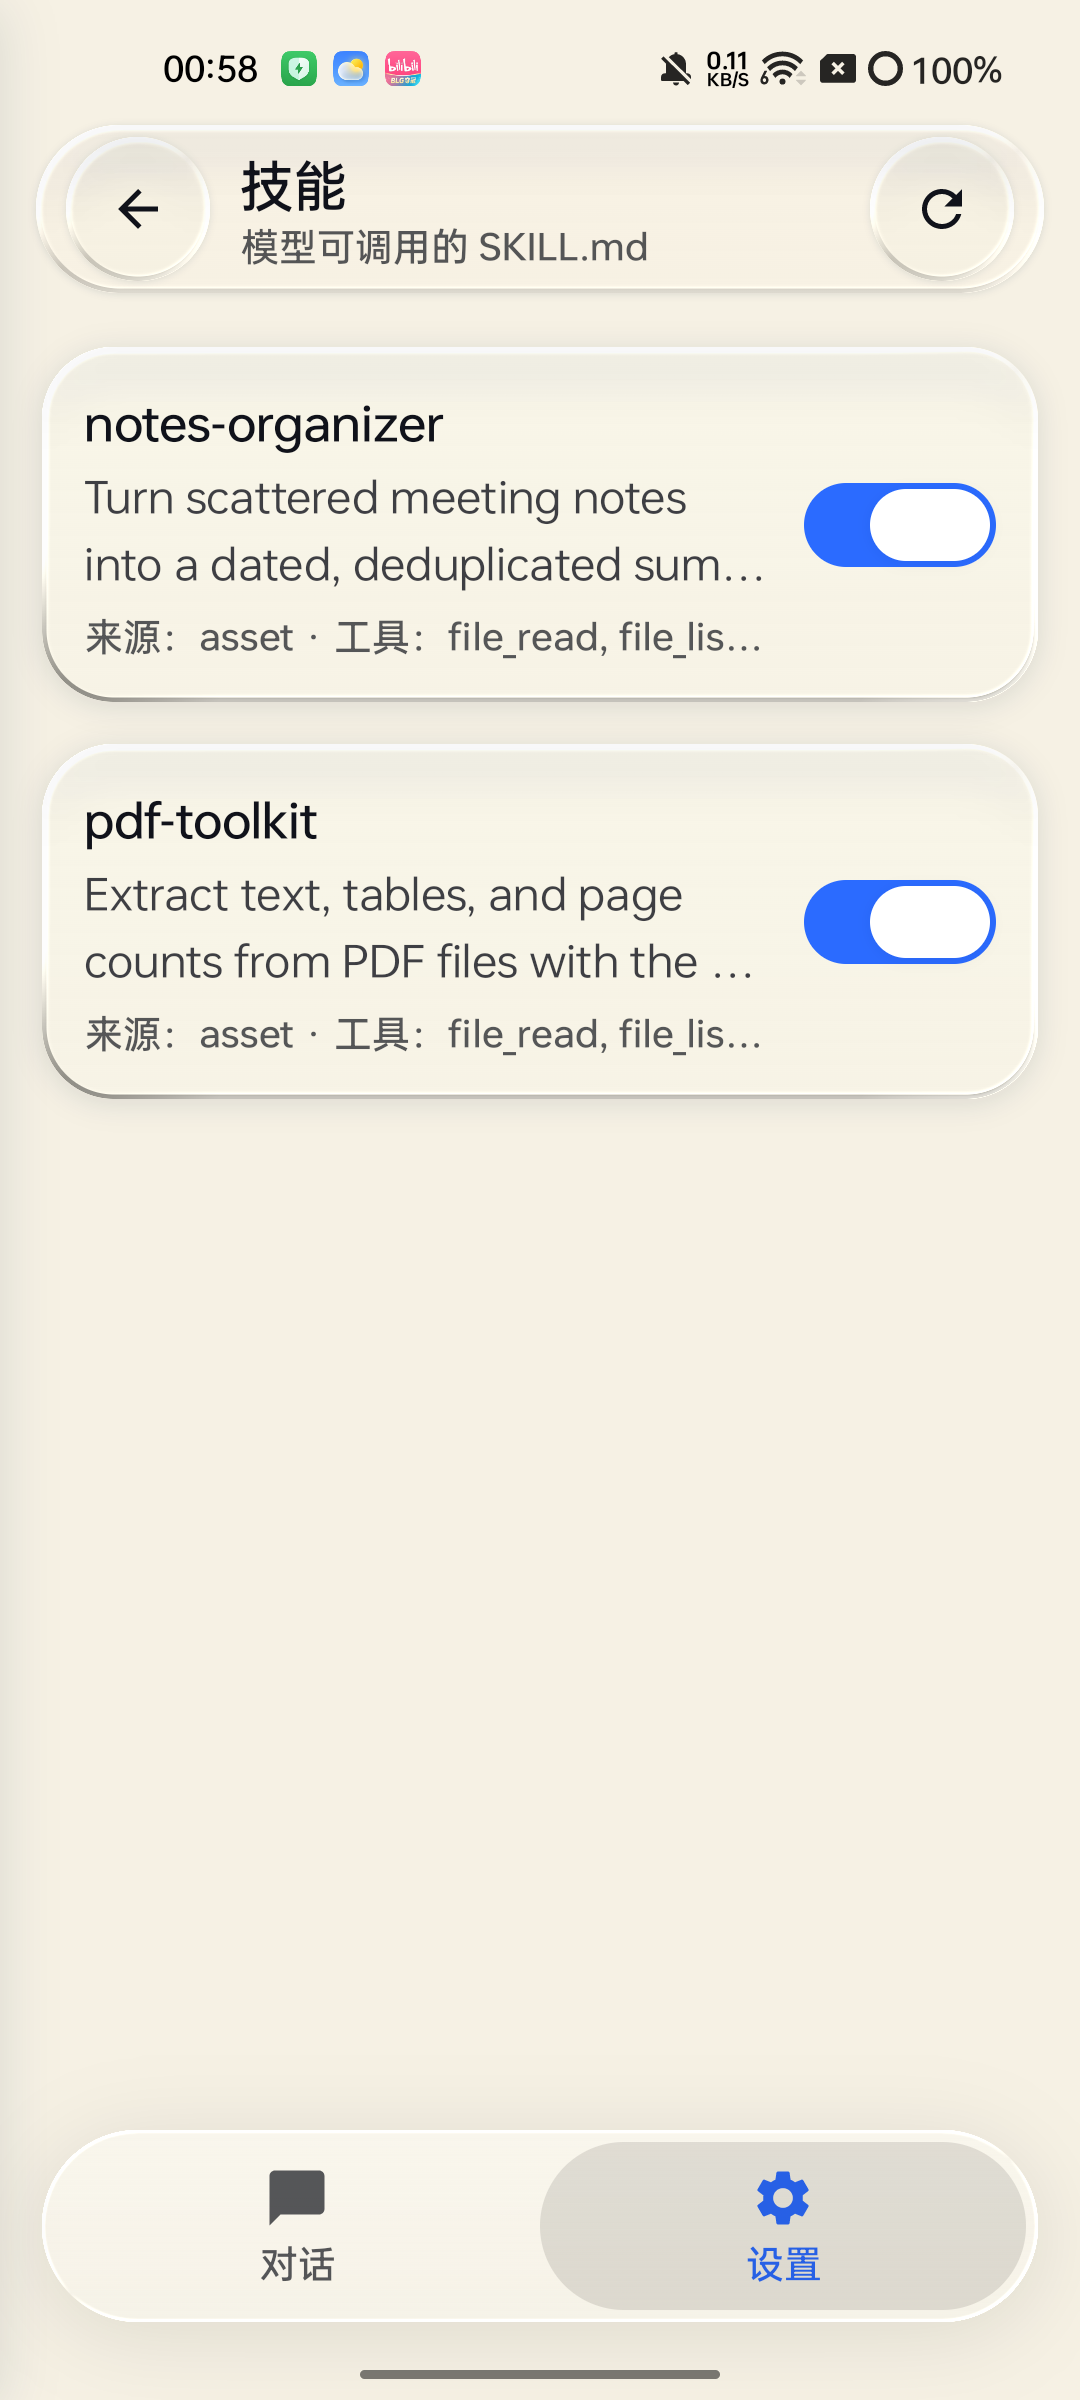 00:58
0.11
KB/S
6
100%
技能
模型可调用的 SKILL.md
notes-organizer
Turn scattered meeting notes
into a dated, deduplicated sum…
来源：asset · 工具：file_read, file_lis…
pdf-toolkit
Extract text, tables, and page
counts from PDF files with the …
来源：asset · 工具：file_read, file_lis…
对话
设置